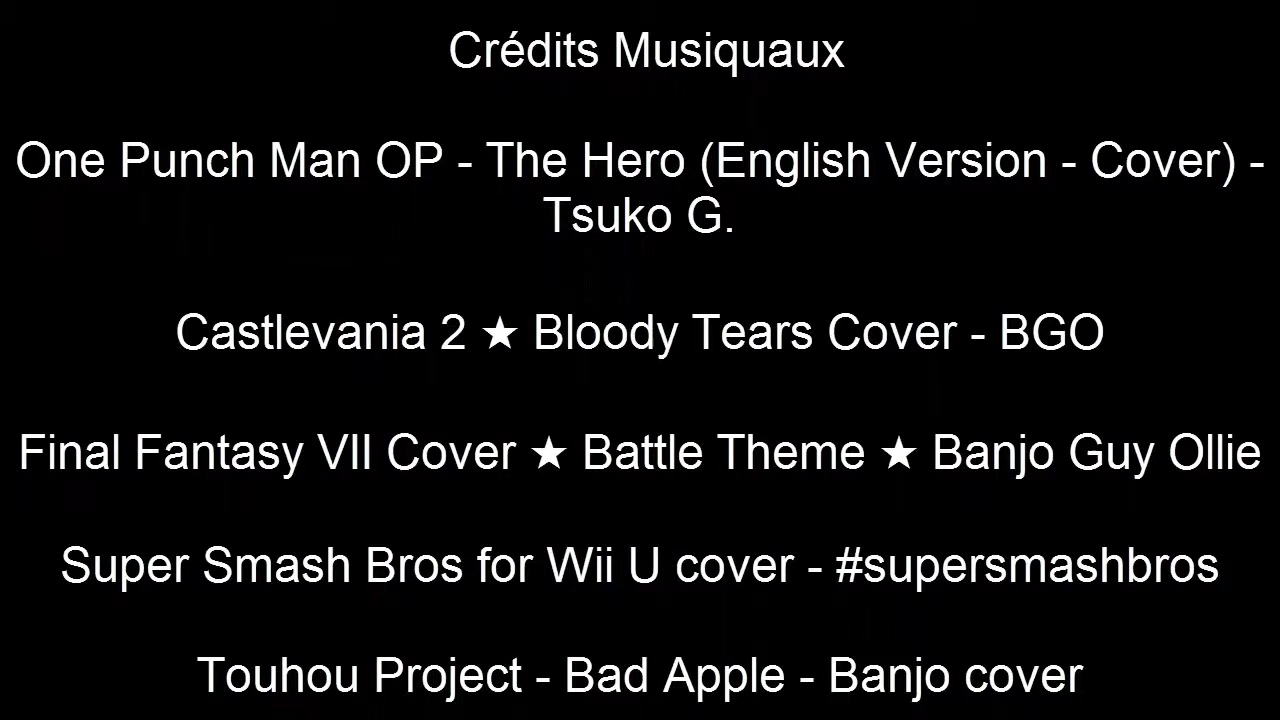 Crédits Musiquaux
One Punch Man OP - The Hero (English Version - Cover) -
Tsuko G.
Castlevania 2 ★ Bloody Tears Cover - BGO
Final Fantasy VII Cover ★ Battle Theme ★ Banjo Guy Ollie
Super Smash Bros for Wii U cover - #supersmashbros
Touhou Project - Bad Apple - Banjo cover